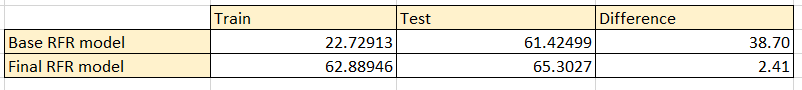 Train Test Difference
Base RFR model 22.72913 61.42499 38.70
Final RFR model 62.88946 65.3027 2.41